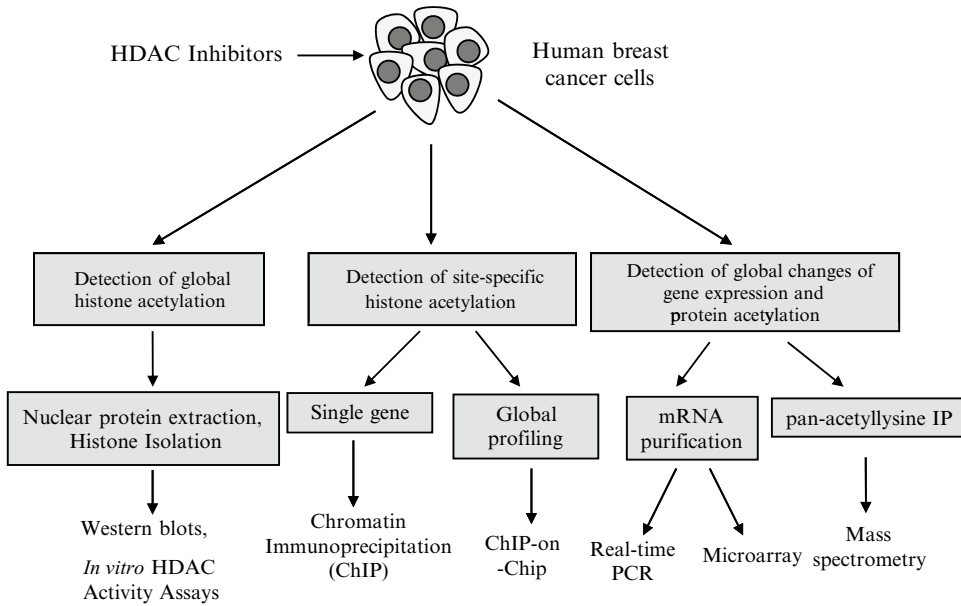 HDAC Inhibitors
Human breast
cancer cells
Detection of global
histone acetylation
Detection of site-specific
histone acetylation
Detection of global changes of
gene expression and
protein acetylation
Nuclear protein extraction,
Histone Isolation
Single gene
Global
profiling
mRNA
purification
pan-acetyllysine IP
Western blots,
In vitro HDAC
Activity Assays
Chromatin
Immunoprecipitation
(ChIP)
ChIP-on
-Chip
Real-time
PCR
Microarray
Mass
spectrometry